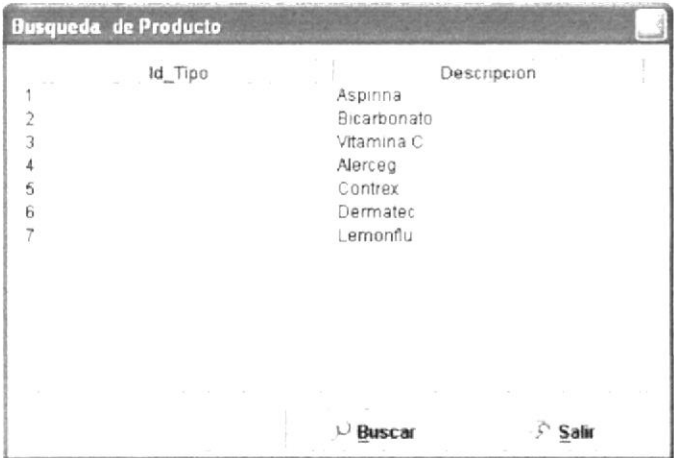 Busqueda de Producto
Id_Tipo Descripcion
1 Aspirina
2 Bicarbonato
3 Vitamina C
4 Alerceg
5 Contrex
6 Dermatec
7 Lemonflu
Buscar Salir